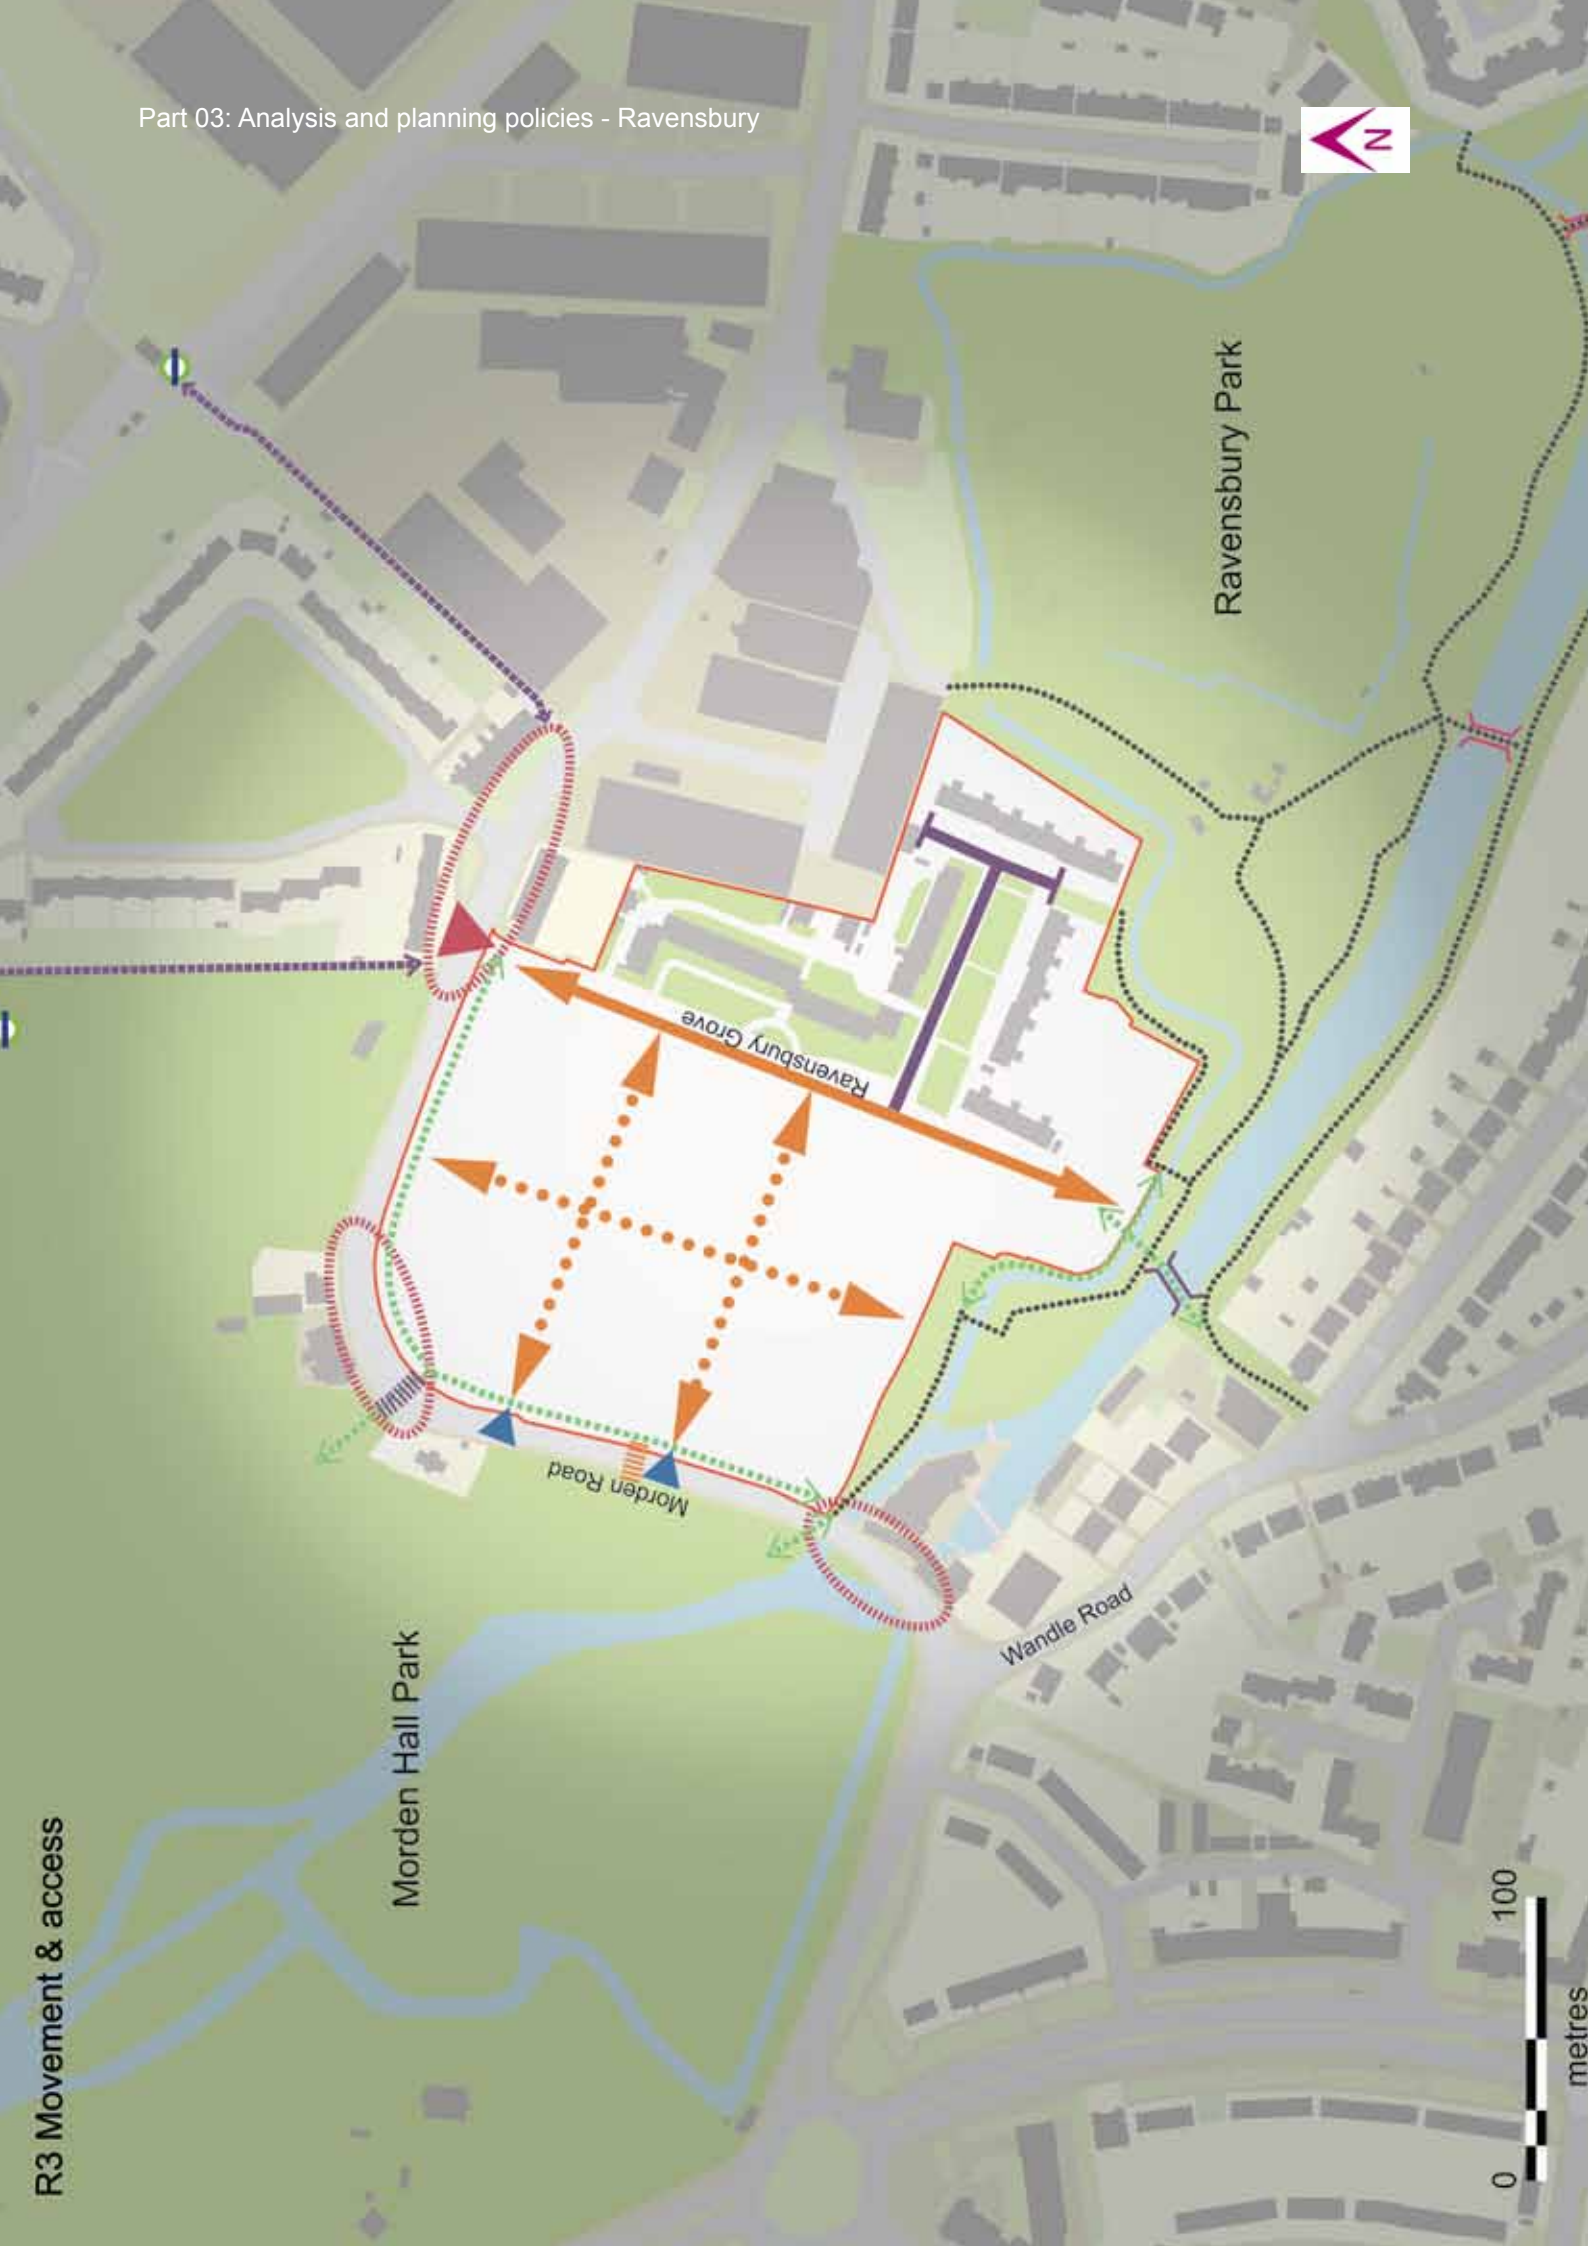 Part 03: Analysis and planning policies - Ravensbury
N
R3 Movement & access
Morden Hall Park
Ravensbury Park
Ravensbury Grove
Morden Road
Wandle Road
0
100
metres